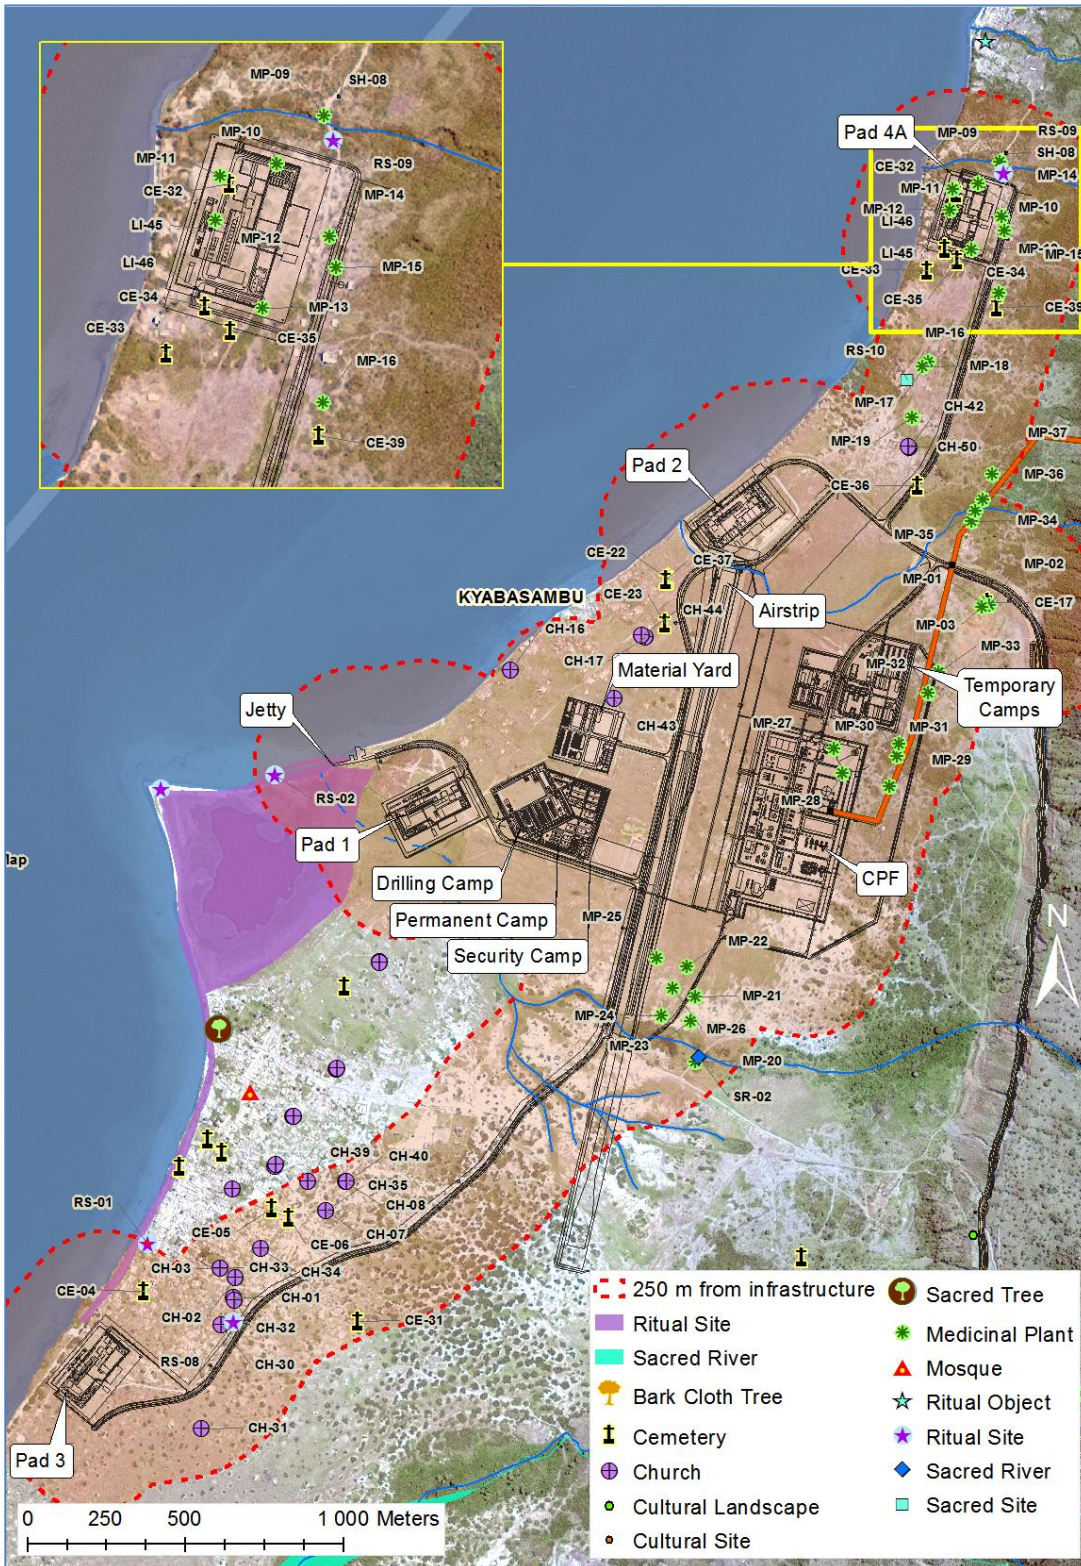 MP-09
SH-08
MP-10
MP-11
RS-09
CE-32
MP-14
LI-45
MP-12
LI-46
MP-15
CE-34
MP-13
CE-33
CE-35
MP-16
CE-39
Pad 4A
MP-09
RS-09
SH-08
CE-32
MP-14
MP-11
MP-12
MP-10
LI-46
LI-45
MP-15
CE-33
CE-34
CE-35
CE-39
MP-16
RS-10
MP-18
MP-17
CH-42
MP-19
CH-50
MP-37
Pad 2
MP-36
CE-36
MP-34
MP-35
CE-37
MP-02
CE-22
MP-01
KYABASAMBU
CE-23
CE-17
CH-44
Airstrip
MP-03
CH-16
MP-33
CH-17
Material Yard
MP-32
Temporary
Camps
Jetty
CH-43
MP-27
MP-30
MP-31
MP-29
RS-02
MP-28
Pad 1
lap
CPF
Drilling Camp
Permanent Camp
MP-25
Security Camp
MP-22
N
MP-21
MP-24
MP-26
MP-23
MP-20
SR-02
CH-39
CH-40
CH-35
RS-01
CH-08
CE-05
CE-06
CH-07
CH-03
CH-33
CH-34
CE-04
CH-01
CH-02
CH-32
CE-31
RS-08
CH-30
CH-31
Pad 3
250 m from infrastructure
Ritual Site
Sacred River
Bark Cloth Tree
Cemetery
Church
Cultural Landscape
Cultural Site
Sacred Tree
Medicinal Plant
Mosque
Ritual Object
Ritual Site
Sacred River
Sacred Site
0 250 500 1 000 Meters